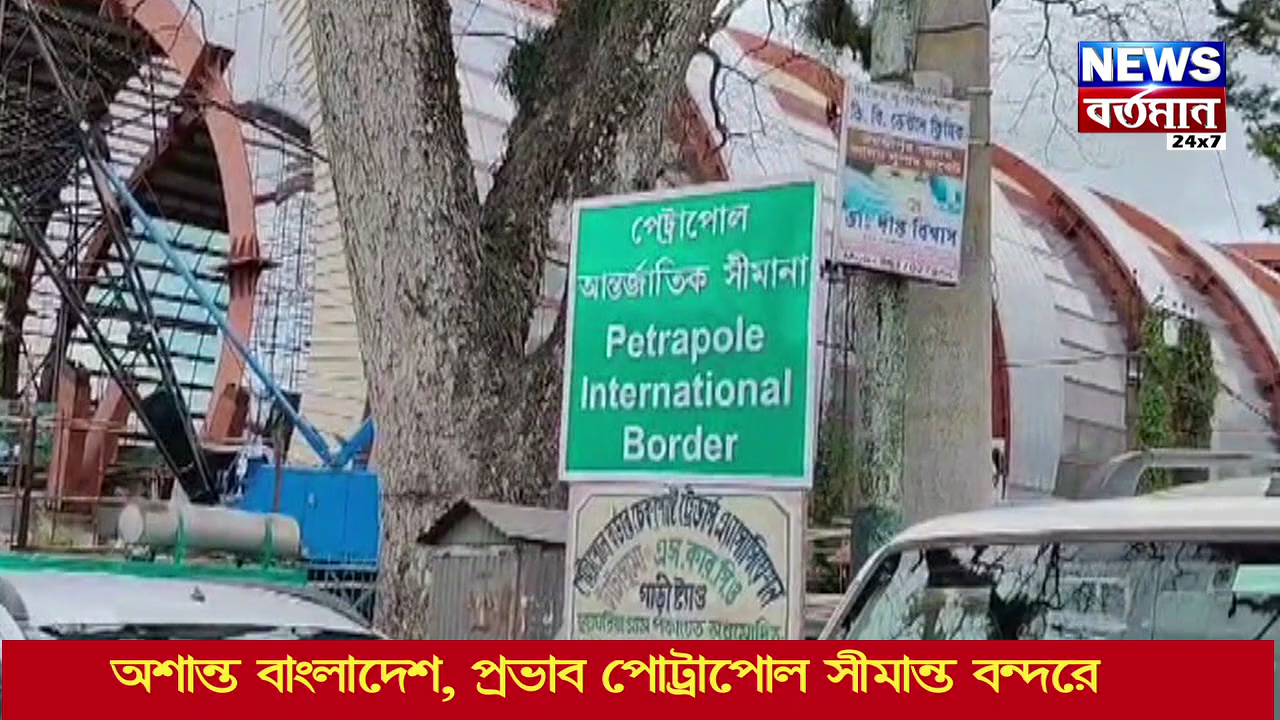 NEWS
বর্তমান
24x7
ডি. বি. ডেন্টাল ক্লিনিক
ডাঃ দীপ্ত বিশ্বাস
পেট্রাপোল
আন্তর্জাতিক সীমানা
Petrapole
International
Border
গাড়ী ষ্ট্যাণ্ড
অশান্ত বাংলাদেশ, প্রভাব পোট্রাপোল সীমান্ত বন্দরে